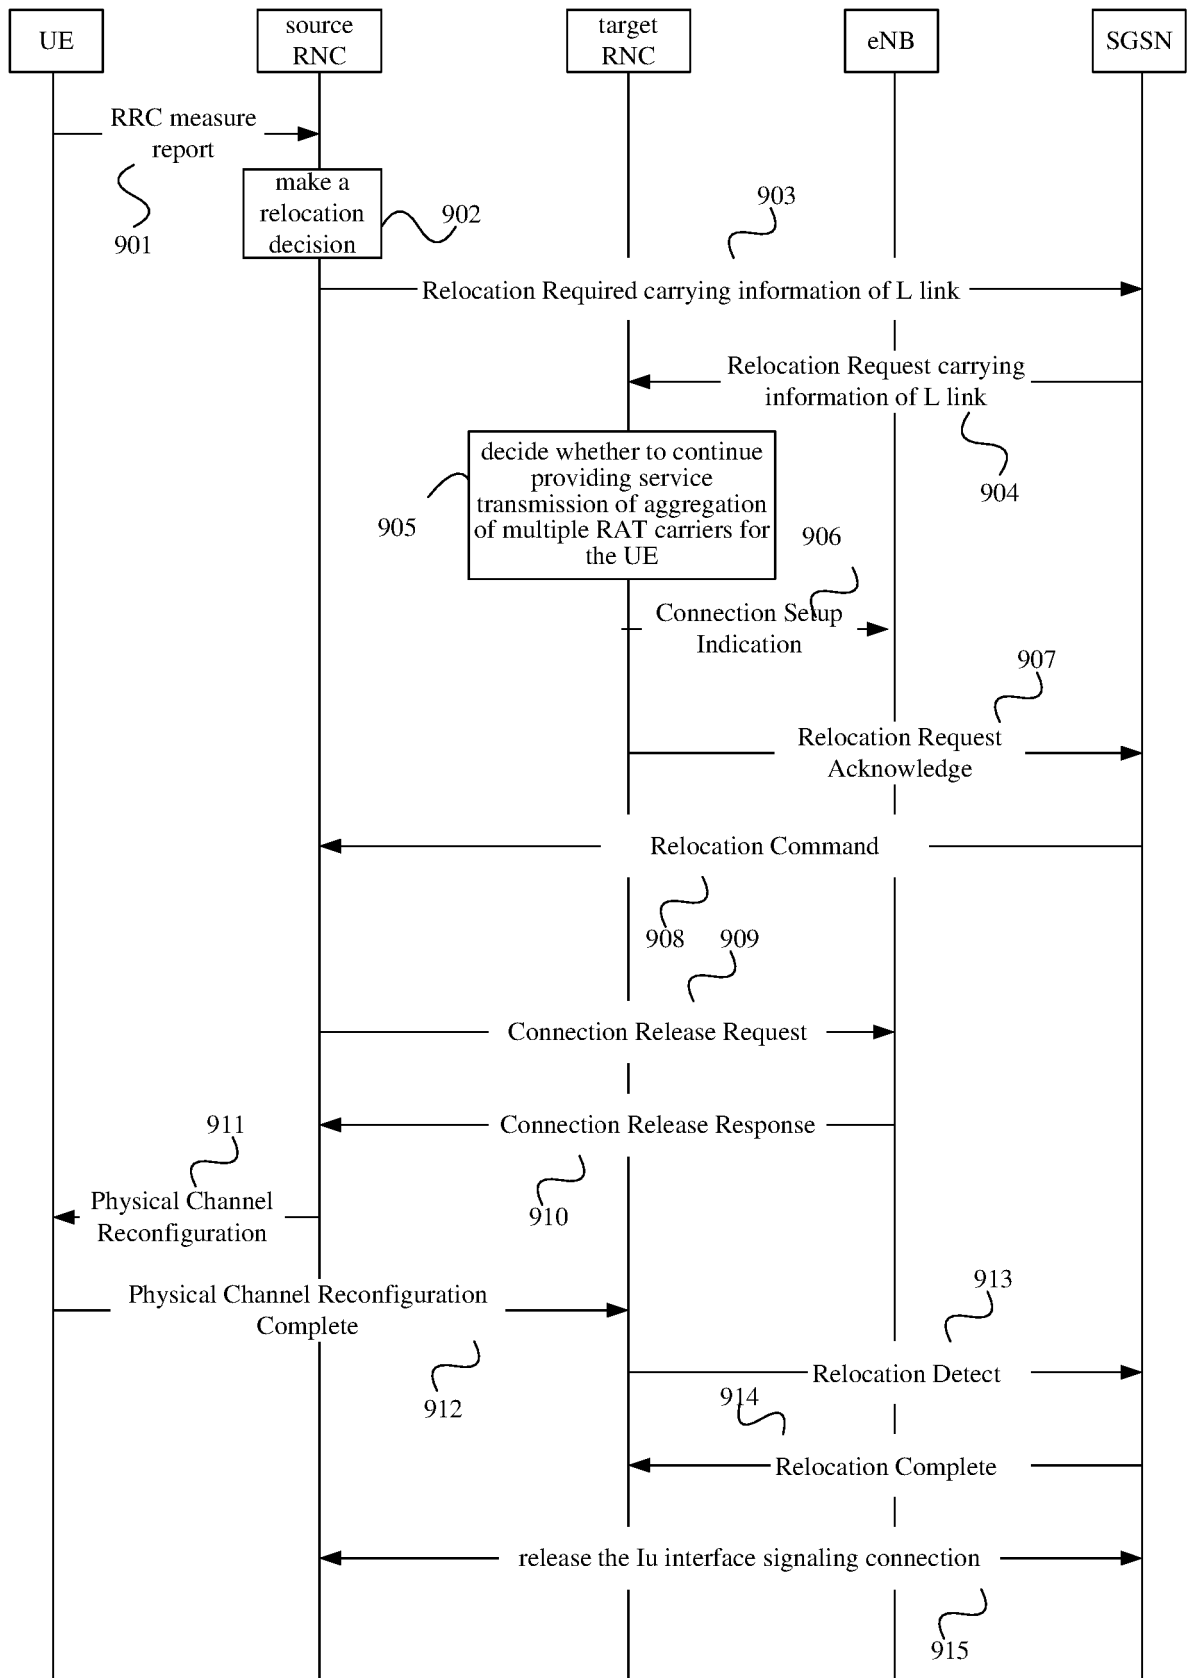 UE
source
RNC
target
RNC
eNB
SGSN
RRC measure
report
901
make a
relocation
decision
902
903
Relocation Required carrying information of L link
Relocation Request carrying
information of L link
904
decide whether to continue
providing service
transmission of aggregation
of multiple RAT carriers for
the UE
905
906
Connection Setup
Indication
907
Relocation Request
Acknowledge
Relocation Command
908
909
Connection Release Request
911
Connection Release Response
910
Physical Channel
Reconfiguration
Physical Channel Reconfiguration
Complete
912
913
Relocation Detect
914
Relocation Complete
release the Iu interface signaling connection
915